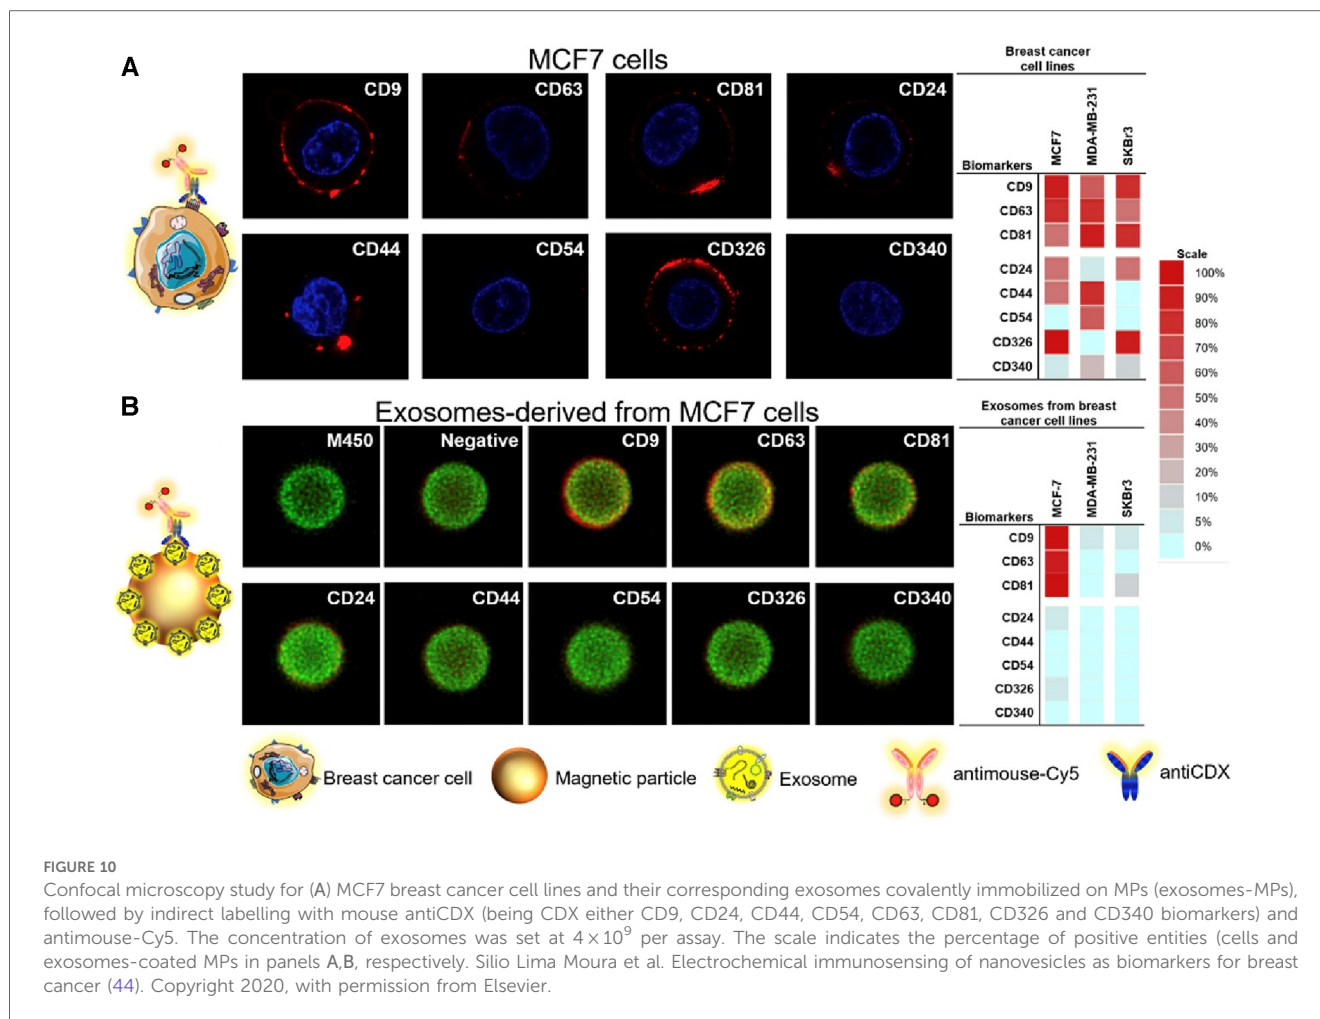 A
MCF7 cells
CD9
CD63
CD81
CD24
CD44
CD54
CD326
CD340
Breast cancer
cell lines
Biomarkers
MCF7
MDA-MB-231
SKBr3
CD9
CD63
CD81
CD24
CD44
CD54
CD326
CD340
Scale
100%
90%
80%
70%
60%
50%
40%
30%
20%
10%
5%
0%
B
Exosomes-derived from MCF7 cells
M450
Negative
CD9
CD63
CD81
CD24
CD44
CD54
CD326
CD340
Exosomes from breast
cancer cell lines
Biomarkers
MCF-7
MDA-MB-231
SKBr3
CD9
CD63
CD81
CD24
CD44
CD54
CD326
CD340
Breast cancer cell
Magnetic particle
Exosome
antimouse-Cy5
antiCDX
FIGURE 10
Confocal microscopy study for (A) MCF7 breast cancer cell lines and their corresponding exosomes covalently immobilized on MPs (exosomes-MPs),
followed by indirect labelling with mouse antiCDX (being CDX either CD9, CD24, CD44, CD54, CD63, CD81, CD326 and CD340 biomarkers) and
antimouse-Cy5. The concentration of exosomes was set at 4×10⁹ per assay. The scale indicates the percentage of positive entities (cells and
exosomes-coated MPs in panels A,B, respectively. Silio Lima Moura et al. Electrochemical immunosensing of nanovesicles as biomarkers for breast
cancer (44). Copyright 2020, with permission from Elsevier.